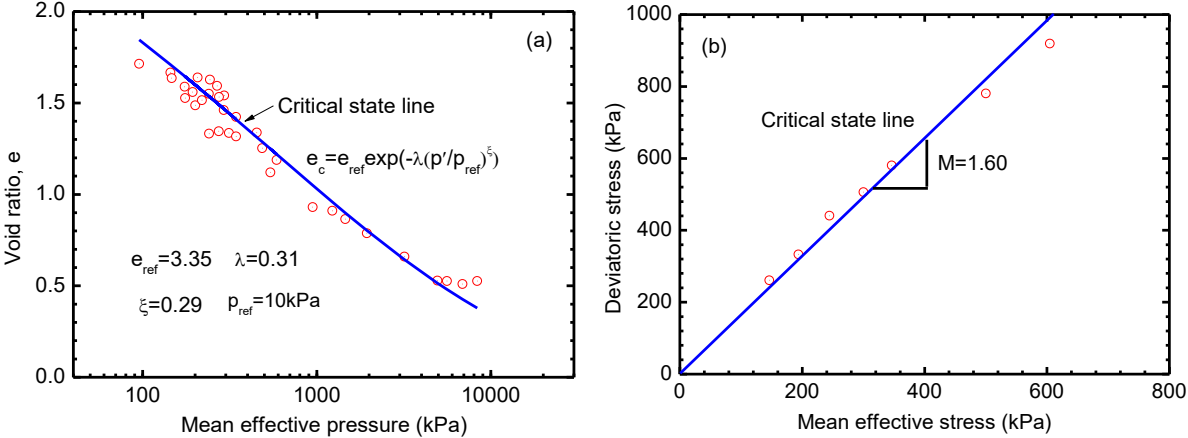 2.0
(a)
1.5
Critical state line
e_c=e_ref exp(-λ(p′/p_ref)^ξ)
1.0
e_ref=3.35 λ=0.31
0.5
ξ=0.29 p_ref=10kPa
0.0
100 1000 10000
Void ratio, e
Mean effective pressure (kPa)
1000
(b)
800
Critical state line
600
M=1.60
400
200
0
0 200 400 600 800
Deviatoric stress (kPa)
Mean effective stress (kPa)